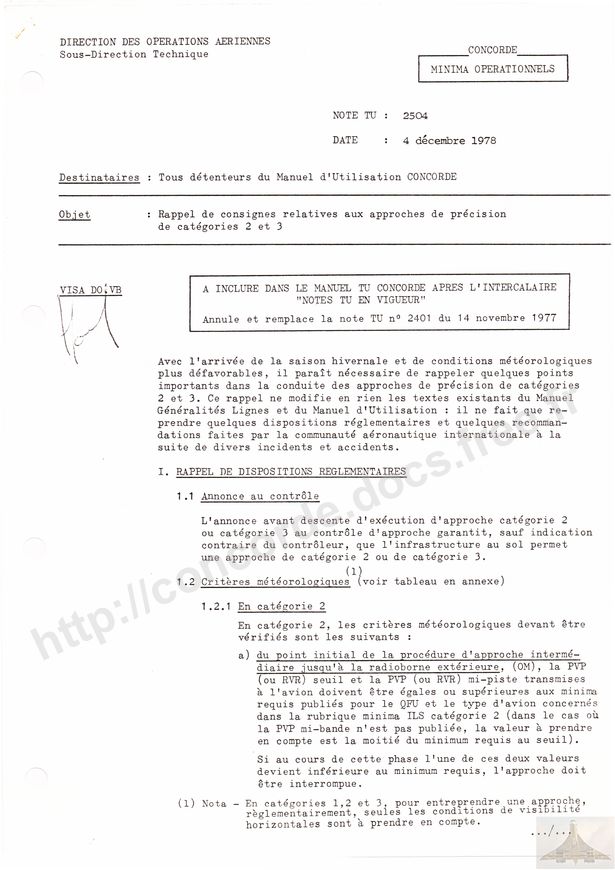 DIRECTION DES OPERATIONS AERIENNES
Sous-Direction Technique
CONCORDE
MINIMA OPERATIONNELS
NOTE TU : 2504
DATE : 4 décembre 1978
Destinataires : Tous détenteurs du Manuel d'Utilisation CONCORDE
Objet : Rappel de consignes relatives aux approches de précision
de catégories 2 et 3
VISA DO.VB
A INCLURE DANS LE MANUEL TU CONCORDE APRES L'INTERCALAIRE
"NOTES TU EN VIGUEUR"
Annule et remplace la note TU n° 2401 du 14 novembre 1977
Avec l'arrivée de la saison hivernale et de conditions météorologiques
plus défavorables, il paraît nécessaire de rappeler quelques points
importants dans la conduite des approches de précision de catégories
2 et 3. Ce rappel ne modifie en rien les textes existants du Manuel
Généralités Lignes et du Manuel d'Utilisation : il ne fait que re-
prendre quelques dispositions réglementaires et quelques recomman-
dations faites par la communauté aéronautique internationale à la
suite de divers incidents et accidents.
I. RAPPEL DE DISPOSITIONS REGLEMENTAIRES
1.1 Annonce au contrôle
L'annonce avant descente d'exécution d'approche catégorie 2
ou catégorie 3 au contrôle d'approche garantit, sauf indication
contraire du contrôleur, que l'infrastructure au sol permet
une approche de catégorie 2 ou de catégorie 3.
1.2 Critères météorologiques (1) (voir tableau en annexe)
1.2.1 En catégorie 2
En catégorie 2, les critères météorologiques devant être
vérifiés sont les suivants :
a) du point initial de la procédure d'approche intermé-
diaire jusqu'à la radioborne extérieure, (OM), la PVP
(ou RVR) seuil et la PVP (ou RVR) mi-piste transmises
à l'avion doivent être égales ou supérieures aux minima
requis publiés pour le QFU et le type d'avion concernés
dans la rubrique minima ILS catégorie 2 (dans le cas où
la PVP mi-bande n'est pas publiée, la valeur à prendre
en compte est la moitié du minimum requis au seuil).
Si au cours de cette phase l'une de ces deux valeurs
devient inférieure au minimum requis, l'approche doit
être interrompue.
(1) Nota - En catégories 1,2 et 3, pour entreprendre une approche,
règlementairement, seules les conditions de visibilité
horizontales sont à prendre en compte.
.../...
http://concorde.docs.free.fr